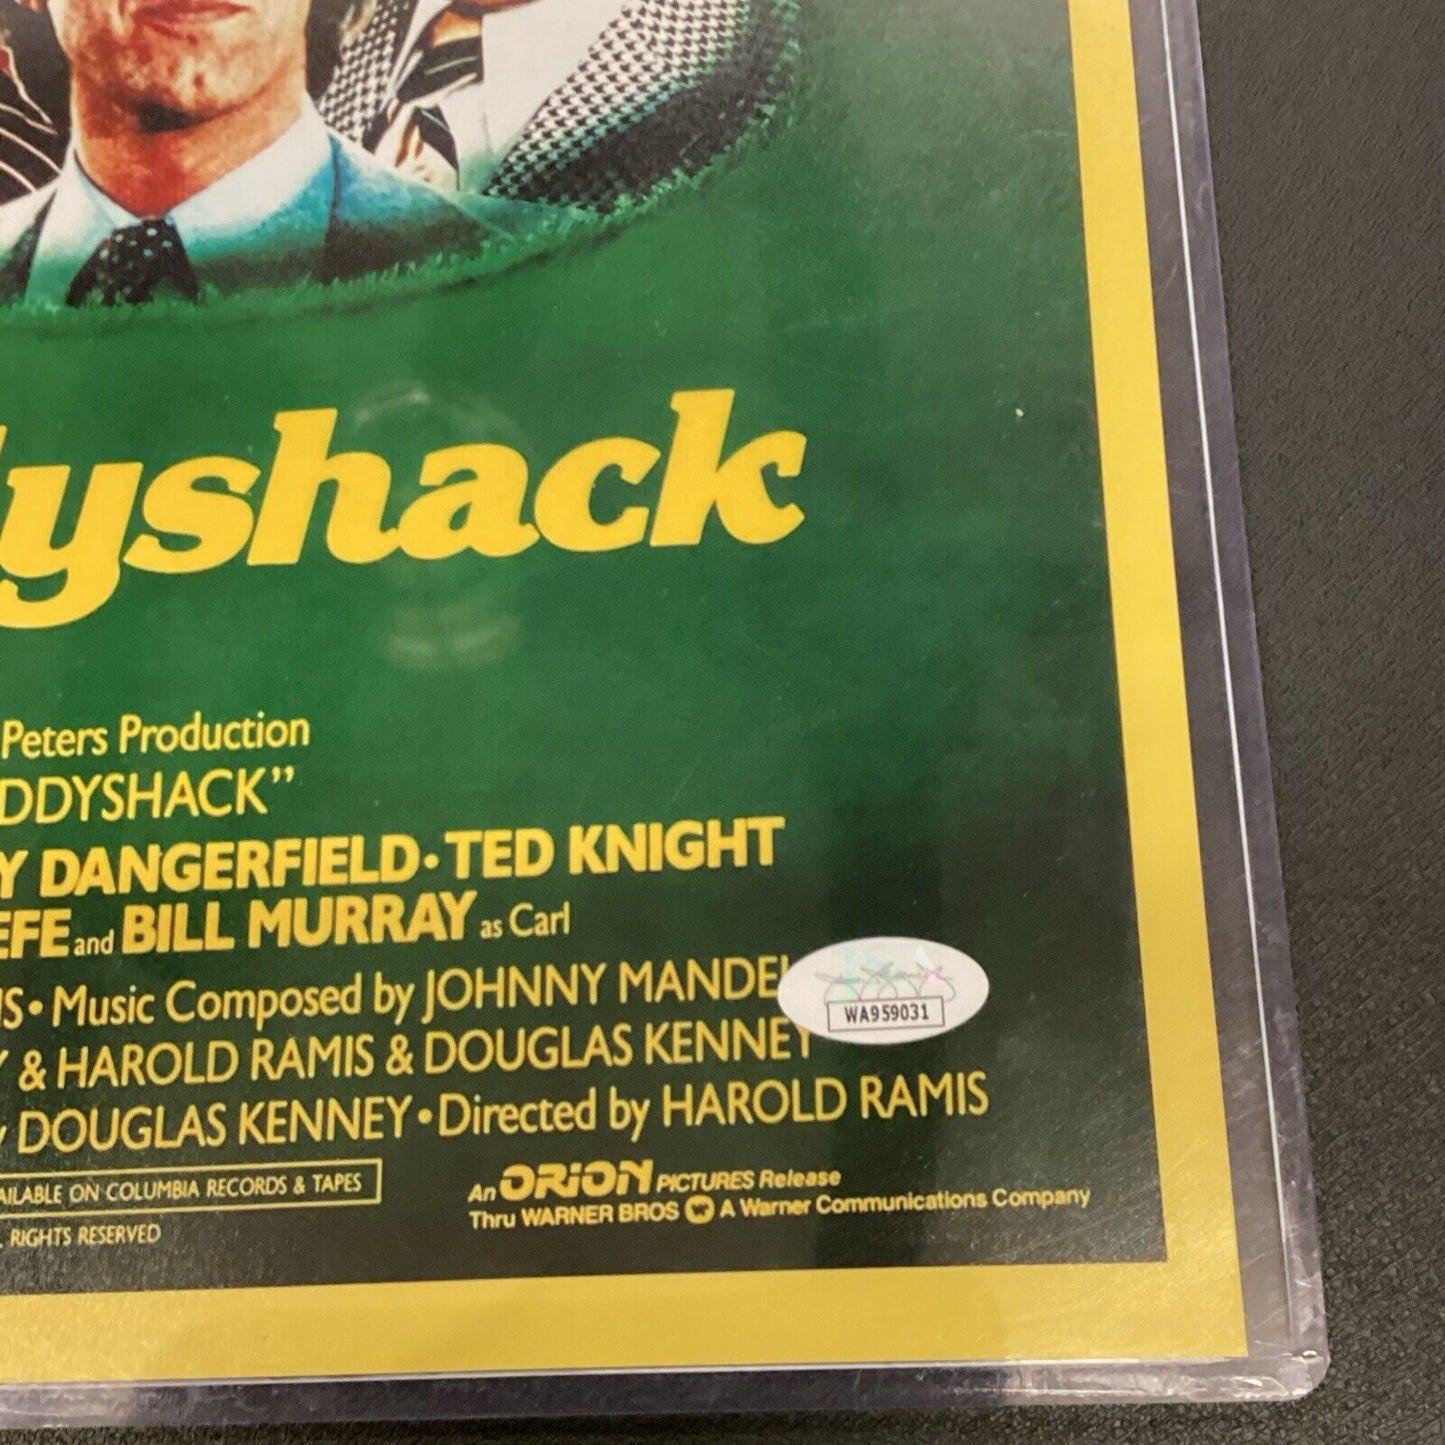 dyshack
Peters Production
DDYSHACK"
Y DANGERFIELD • TED KNIGHT
EFE and BILL MURRAY as Carl
IS • Music Composed by JOHNNY MANDEL
WA959031
Y & HAROLD RAMIS & DOUGLAS KENNEY
y DOUGLAS KENNEY • Directed by HAROLD RAMIS
AILABLE ON COLUMBIA RECORDS & TAPES
An ORION PICTURES Release
Thru WARNER BROS A Warner Communications Company
RIGHTS RESERVED